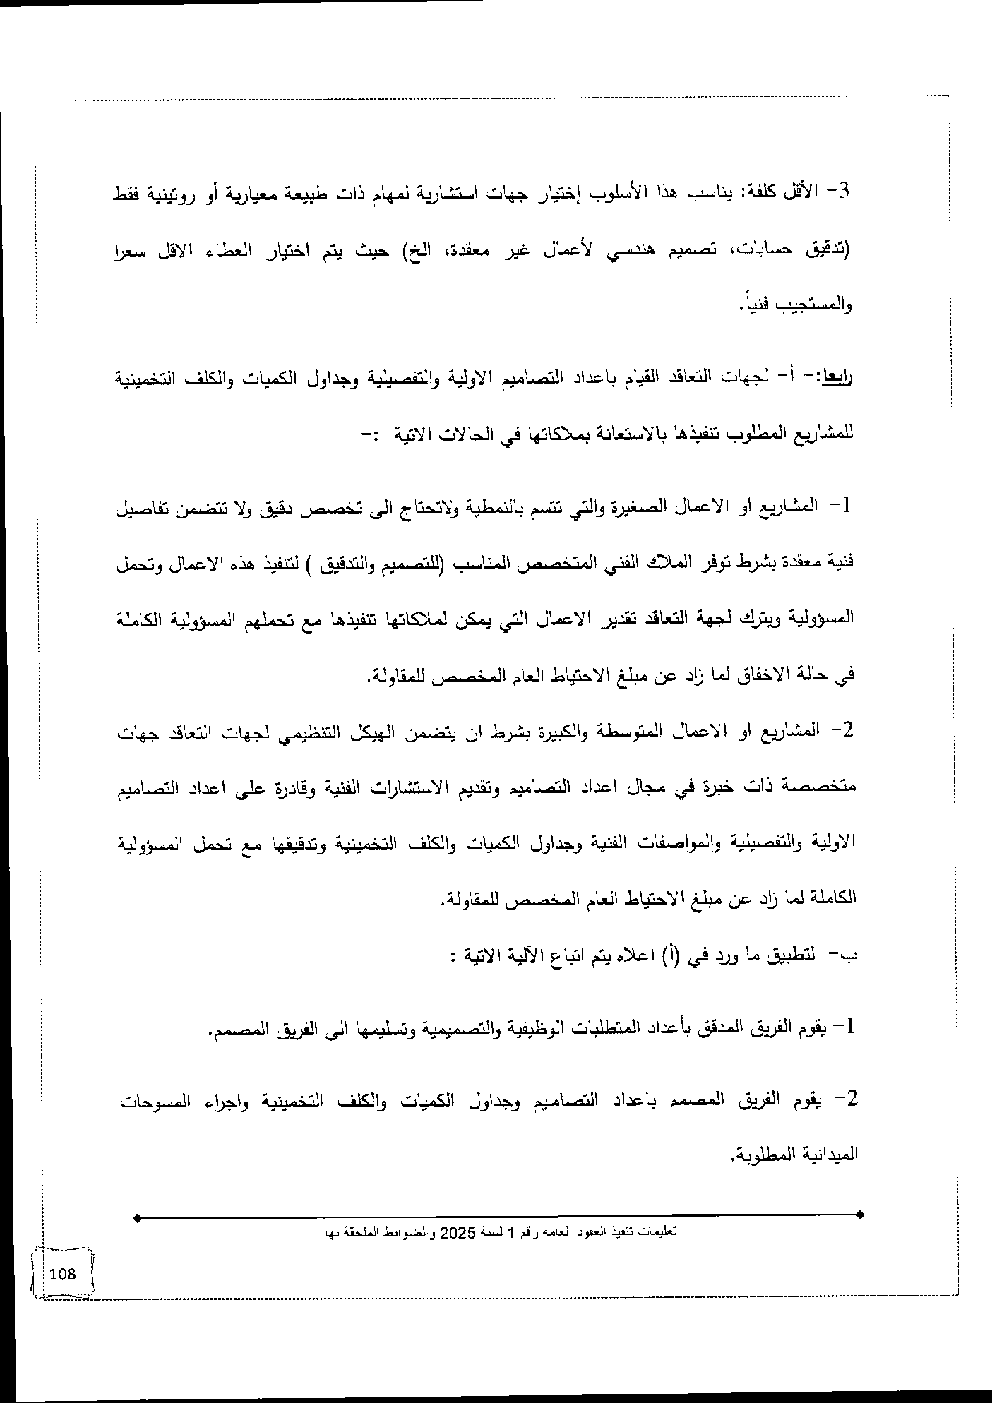 3- الأقل كلفة: يناسب هذا الأسلوب إختيار جهات استشارية لمهام ذات طبيعة معيارية أو روتينية فقط
(تدقيق حسابات، تصميم هندسي لأعمال غير معقدة، الخ) حيث يتم اختيار العطاء الاقل سعرا
والمستجيب فنياً.
رابعا:- أ- لجهات التعاقد القيام باعداد التصاميم الاولية والتفصيلية وجداول الكميات والكلف التخمينية
للمشاريع المطلوب تنفيذها بالاستعانة بملاكاتها في الحالات الاتية :-
1- المشاريع او الاعمال الصغيرة والتي تتسم بالنمطية ولاتحتاج الى تخصص دقيق ولا تتضمن تفاصيل
فنية معقدة بشرط توفر الملاك الفني المتخصص المناسب (للتصميم والتدقيق ) لتنفيذ هذه الاعمال وتحمل
المسؤولية ويترك لجهة التعاقد تقدير الاعمال التي يمكن لملاكاتها تنفيذها مع تحملهم المسؤولية الكاملة
في حالة الاخفاق لما زاد عن مبلغ الاحتياط العام المخصص للمقاولة.
2- المشاريع او الاعمال المتوسطة والكبيرة بشرط ان يتضمن الهيكل التنظيمي لجهات التعاقد جهات
متخصصة ذات خبرة في مجال اعداد التصاميم وتقديم الاستشارات الفنية وقادرة على اعداد التصاميم
الاولية والتفصيلية والمواصفات الفنية وجداول الكميات والكلف التخمينية وتدقيقها مع تحمل المسؤولية
الكاملة لما زاد عن مبلغ الاحتياط العام المخصص للمقاولة.
ب- لتطبيق ما ورد في (أ) اعلاه يتم اتباع الآلية الاتية :
1- يقوم الفريق المدقق بأعداد المتطلبات الوظيفية والتصميمية وتسليمها الى الفريق المصمم.
2- يقوم الفريق المصمم باعداد التصاميم وجداول الكميات والكلف التخمينية واجراء المسوحات
الميدانية المطلوبة.
تعليمات تنفيذ العقود العامة رقم 1 لسنة 2025 والضوابط الملحقة بها
108